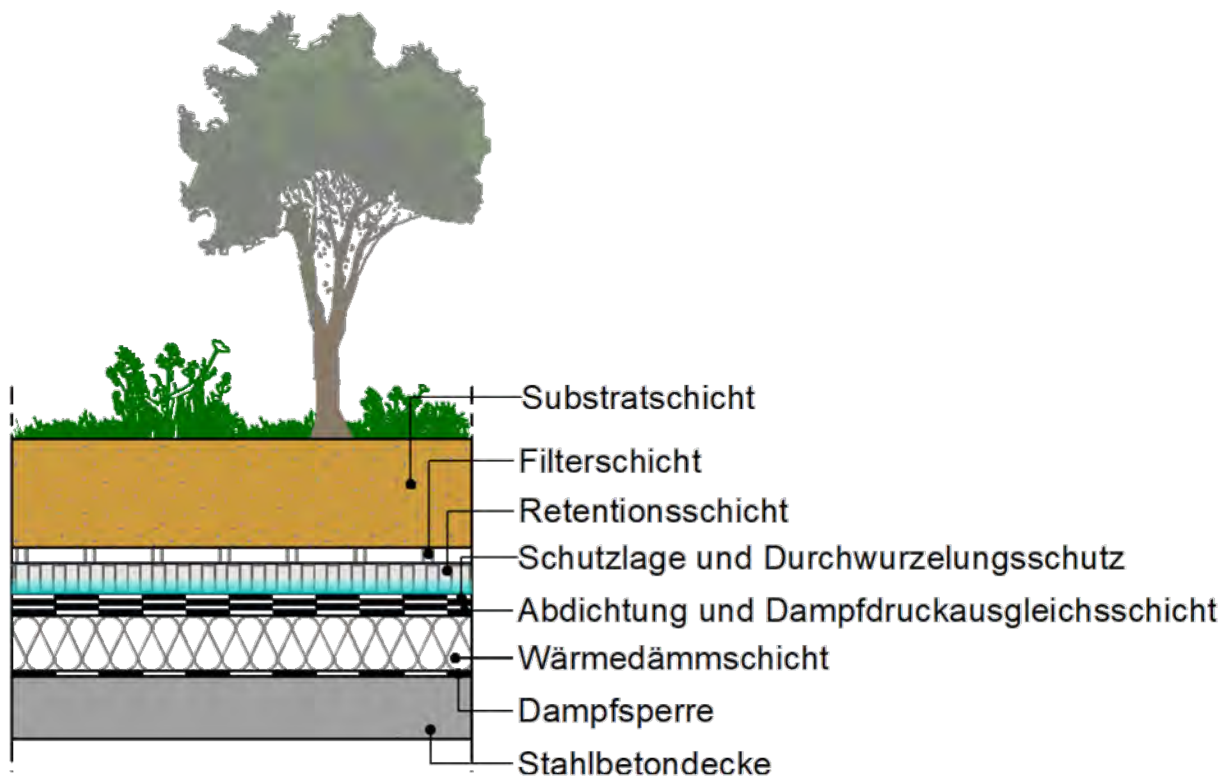 Substratschicht
Filterschicht
Retentionsschicht
Schutzlage und Durchwurzelungsschutz
Abdichtung und Dampfdruckausgleichsschicht
Wärmedämmschicht
Dampfsperre
Stahlbetondecke